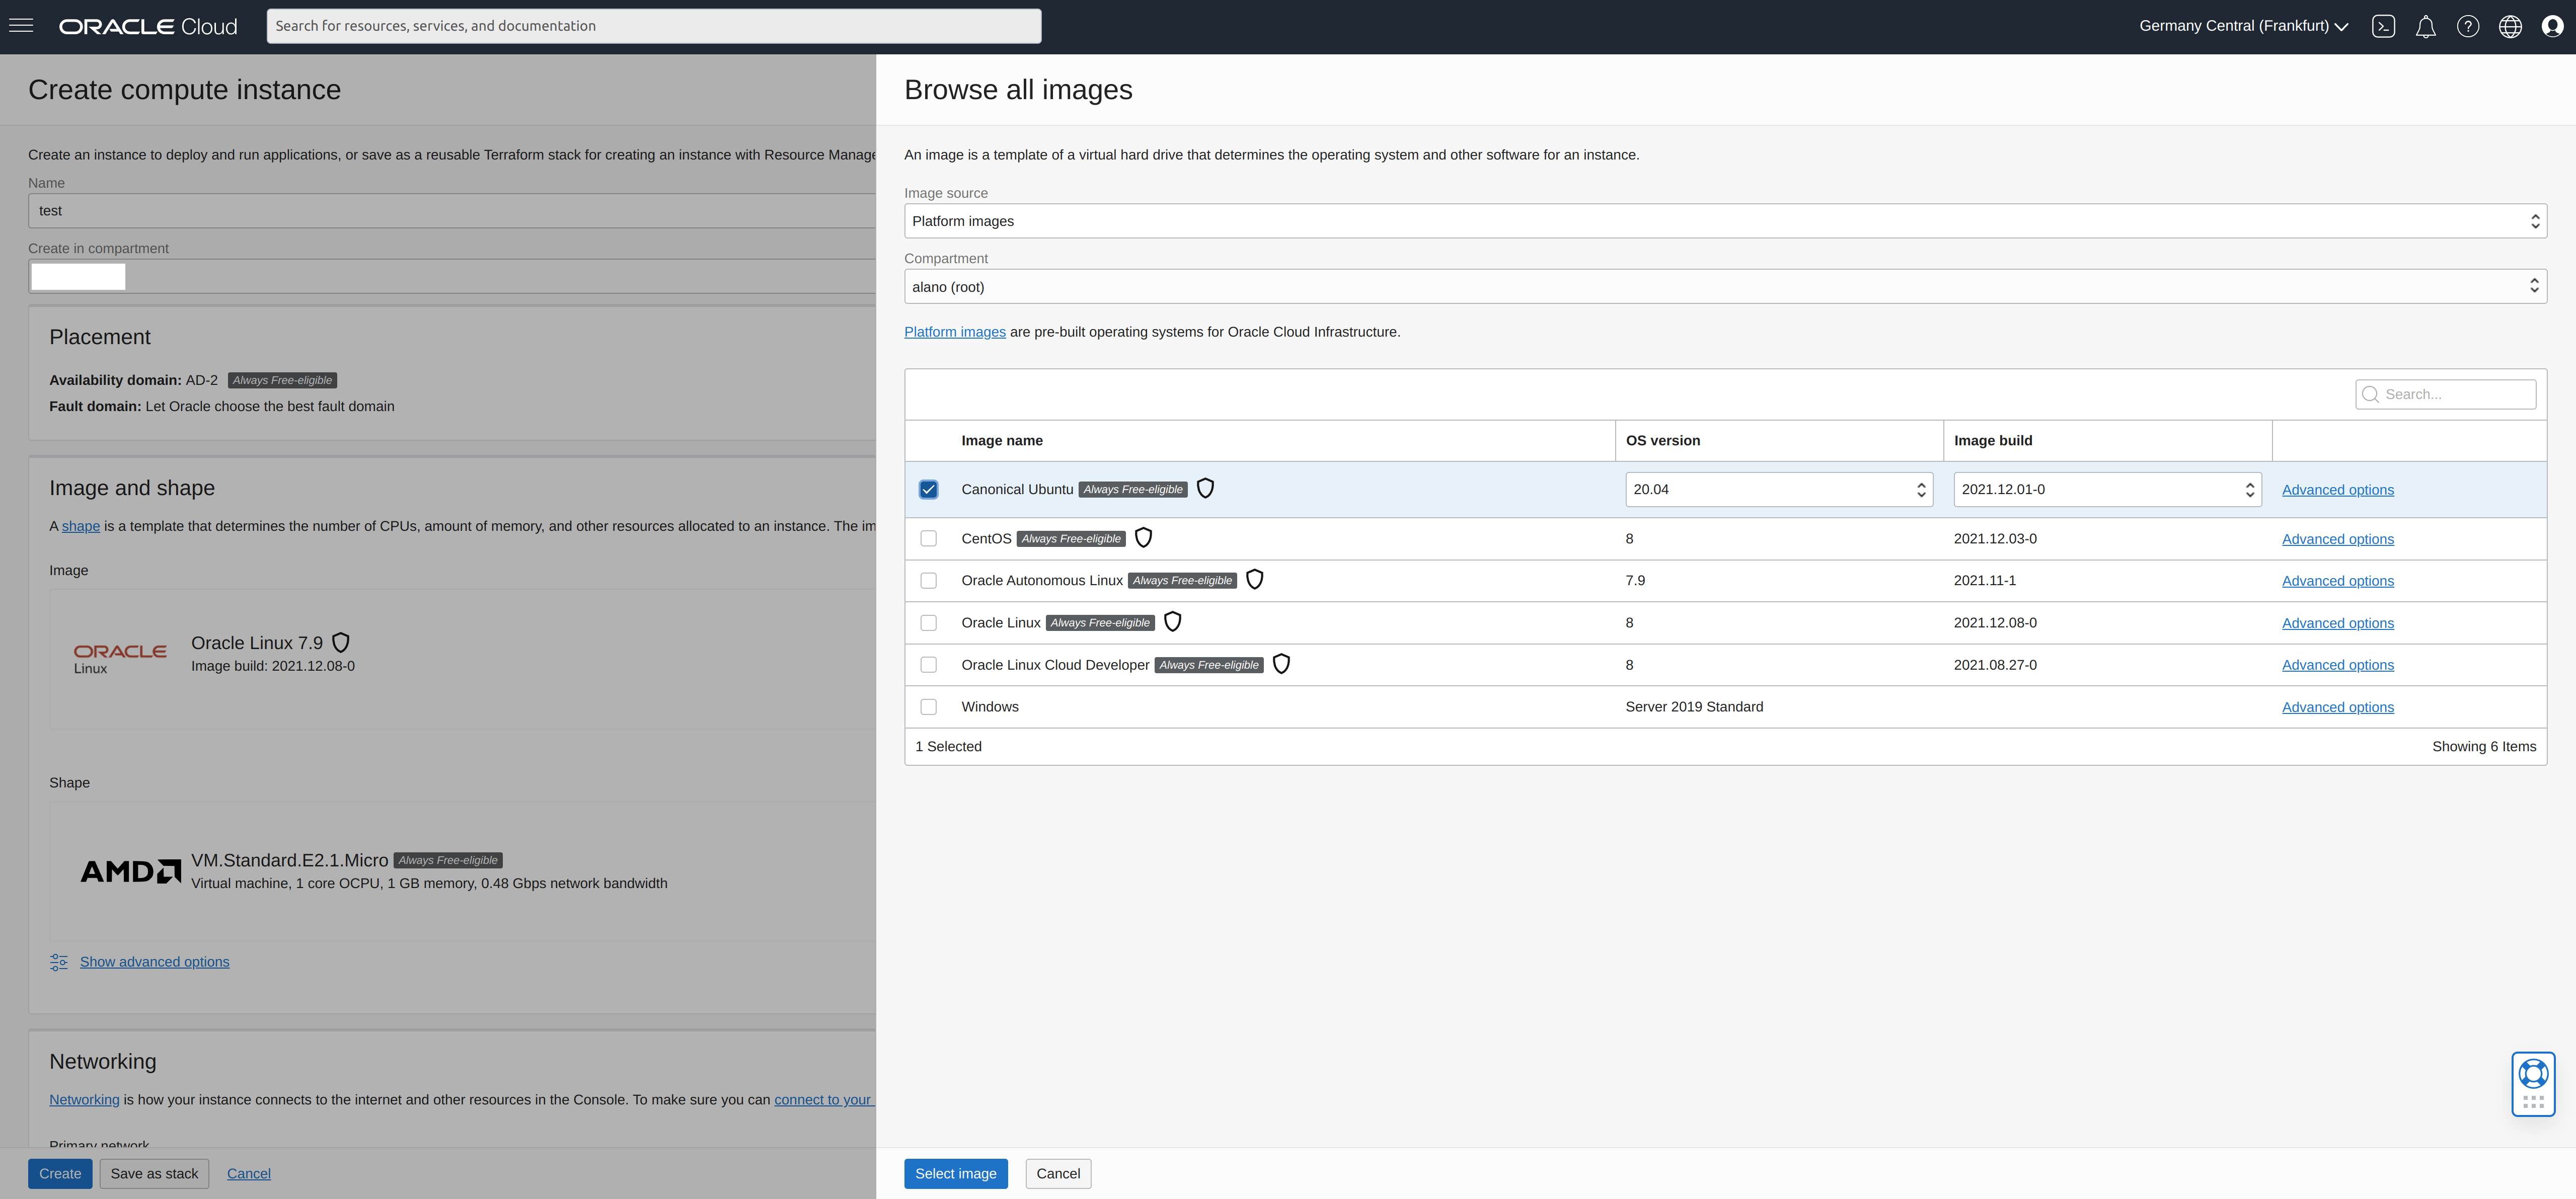 ORACLE Cloud
Search for resources, services, and documentation
Germany Central (Frankfurt)
Create compute instance
Create an instance to deploy and run applications, or save as a reusable Terraform stack for creating an instance with Resource Manage
Name
test
Create in compartment
Placement
Availability domain: AD-2 Always Free-eligible
Fault domain: Let Oracle choose the best fault domain
Image and shape
A shape is a template that determines the number of CPUs, amount of memory, and other resources allocated to an instance. The im
Image
ORACLE
Linux
Oracle Linux 7.9
Image build: 2021.12.08-0
Shape
AMD
VM.Standard.E2.1.Micro Always Free-eligible
Virtual machine, 1 core OCPU, 1 GB memory, 0.48 Gbps network bandwidth
Show advanced options
Networking
Networking is how your instance connects to the internet and other resources in the Console. To make sure you can connect to your
Primary network
Create Save as stack Cancel
Browse all images
An image is a template of a virtual hard drive that determines the operating system and other software for an instance.
Image source
Platform images
Compartment
alano (root)
Platform images are pre-built operating systems for Oracle Cloud Infrastructure.
Search...
Image name OS version Image build
Canonical Ubuntu Always Free-eligible 20.04 2021.12.01-0 Advanced options
CentOS Always Free-eligible 8 2021.12.03-0 Advanced options
Oracle Autonomous Linux Always Free-eligible 7.9 2021.11-1 Advanced options
Oracle Linux Always Free-eligible 8 2021.12.08-0 Advanced options
Oracle Linux Cloud Developer Always Free-eligible 8 2021.08.27-0 Advanced options
Windows Server 2019 Standard Advanced options
1 Selected Showing 6 Items
Select image Cancel